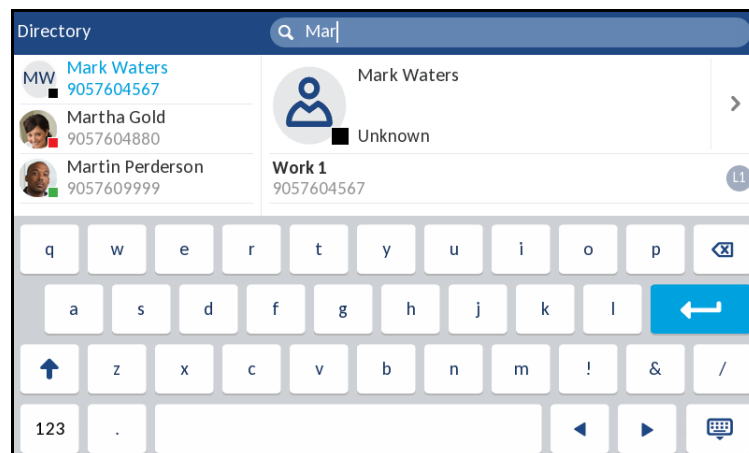 Directory
Mar
MW
Mark Waters
9057604567
Martha Gold
9057604880
Martin Perderson
9057609999
Mark Waters
Unknown
Work 1
9057604567
L1
q w e r t y u i o p
a s d f g h j k l
z x c v b n m ! & /
123 .